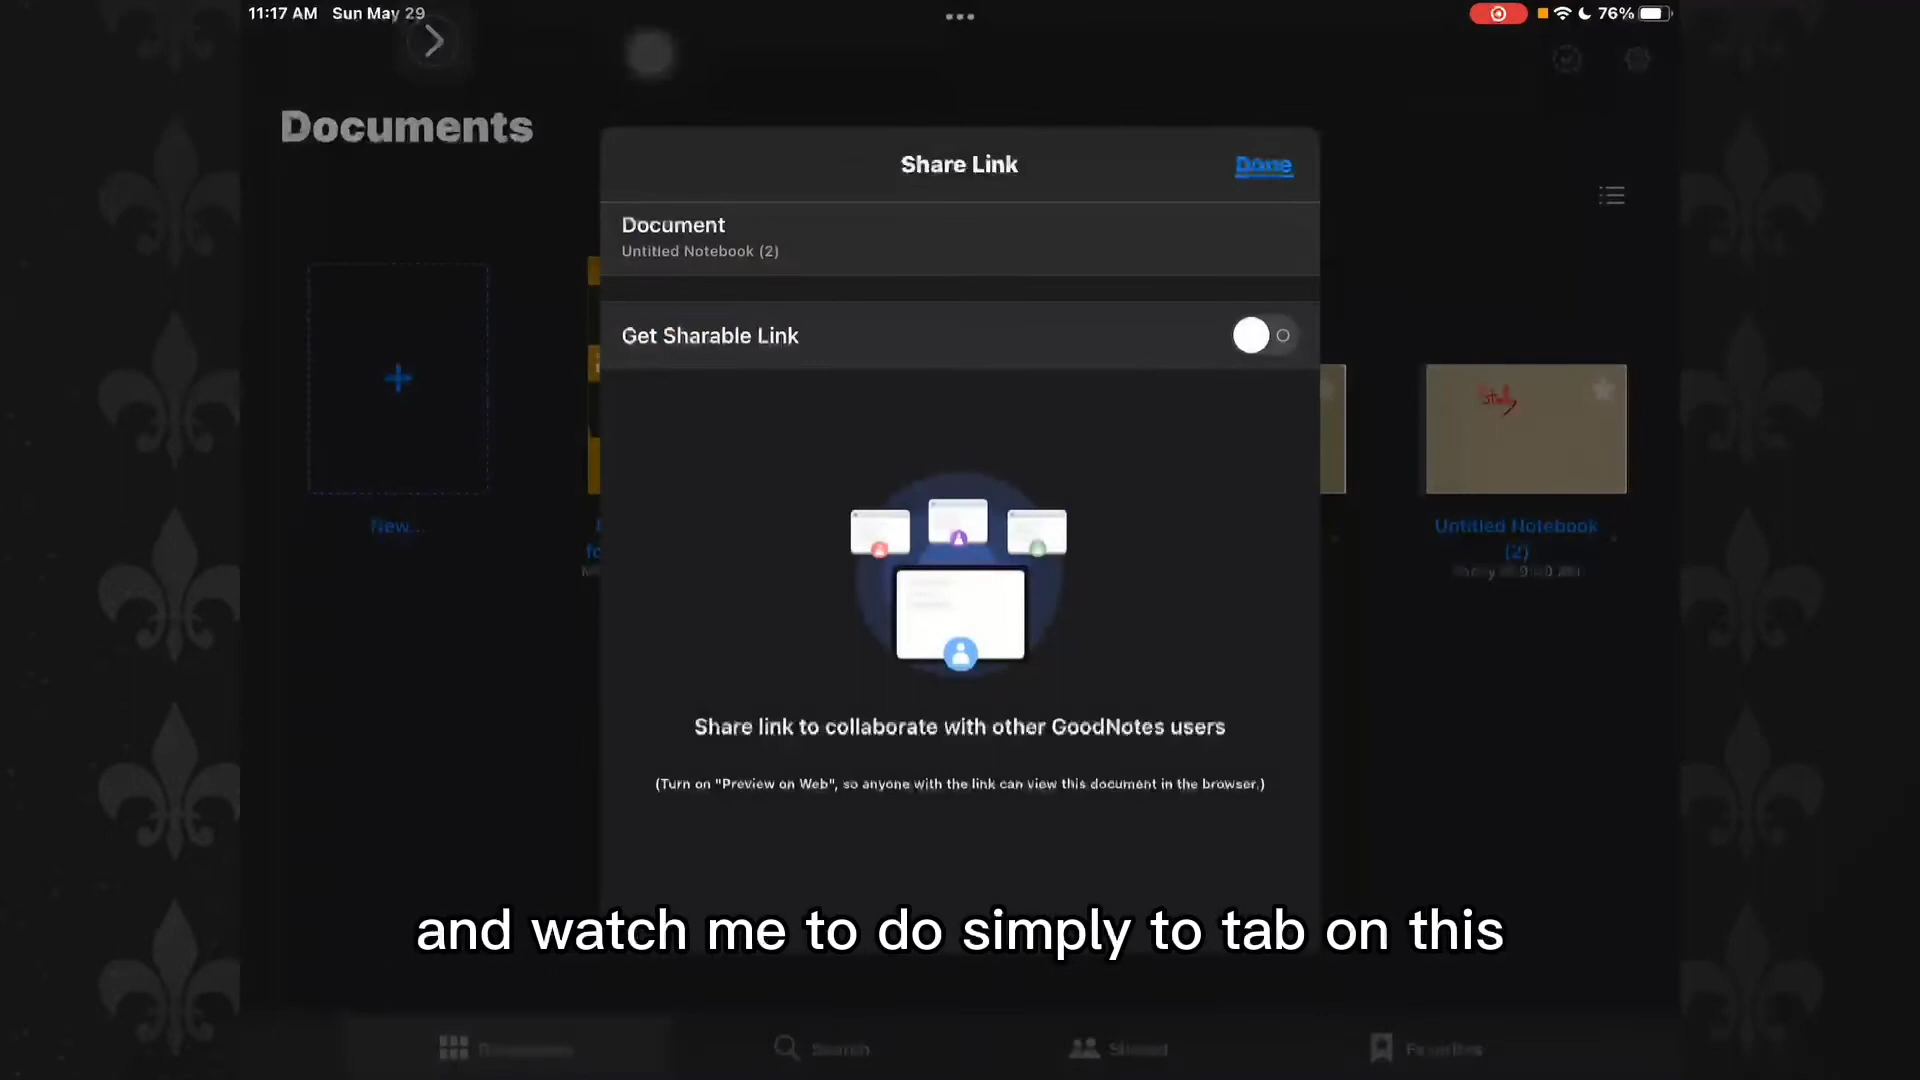 11:17 AM Sun May 29
76%
Documents
Share Link
Done
Document
Untitled Notebook (2)
Get Sharable Link
Study
New...
Untitled Notebook
(2)
Share link to collaborate with other GoodNotes users
(Turn on "Preview on Web", so anyone with the link can view this document in the browser.)
and watch me to do simply to tab on this
Documents
Search
Shared
Favorites